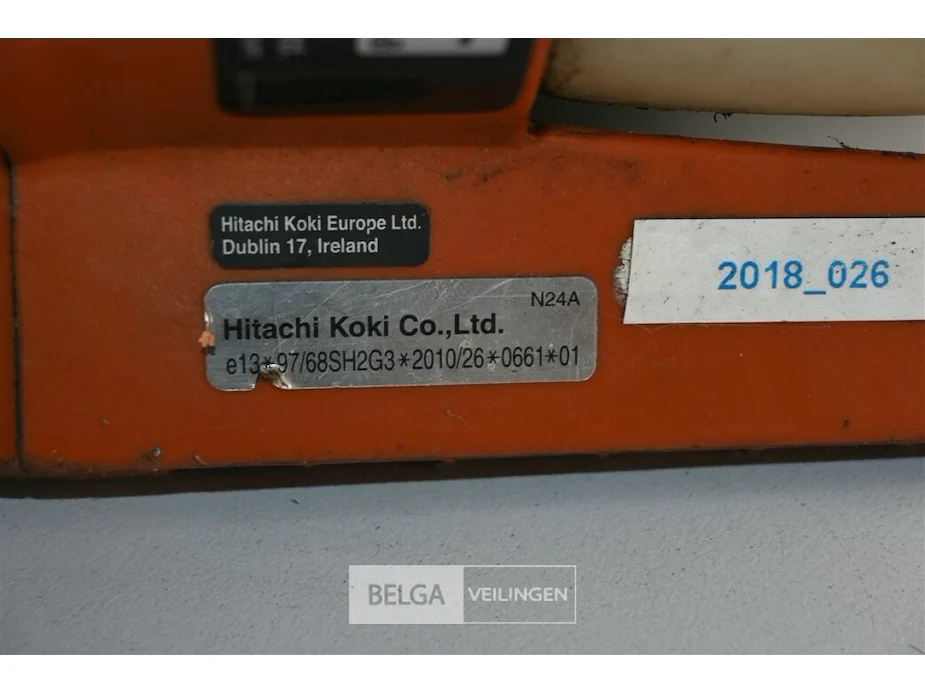 Hitachi Koki Europe Ltd.
Dublin 17, Ireland
2018_026
N24A
Hitachi Koki Co.,Ltd.
e13*97/68SH2G3*2010/26*0661*01
BELGA VEILINGEN